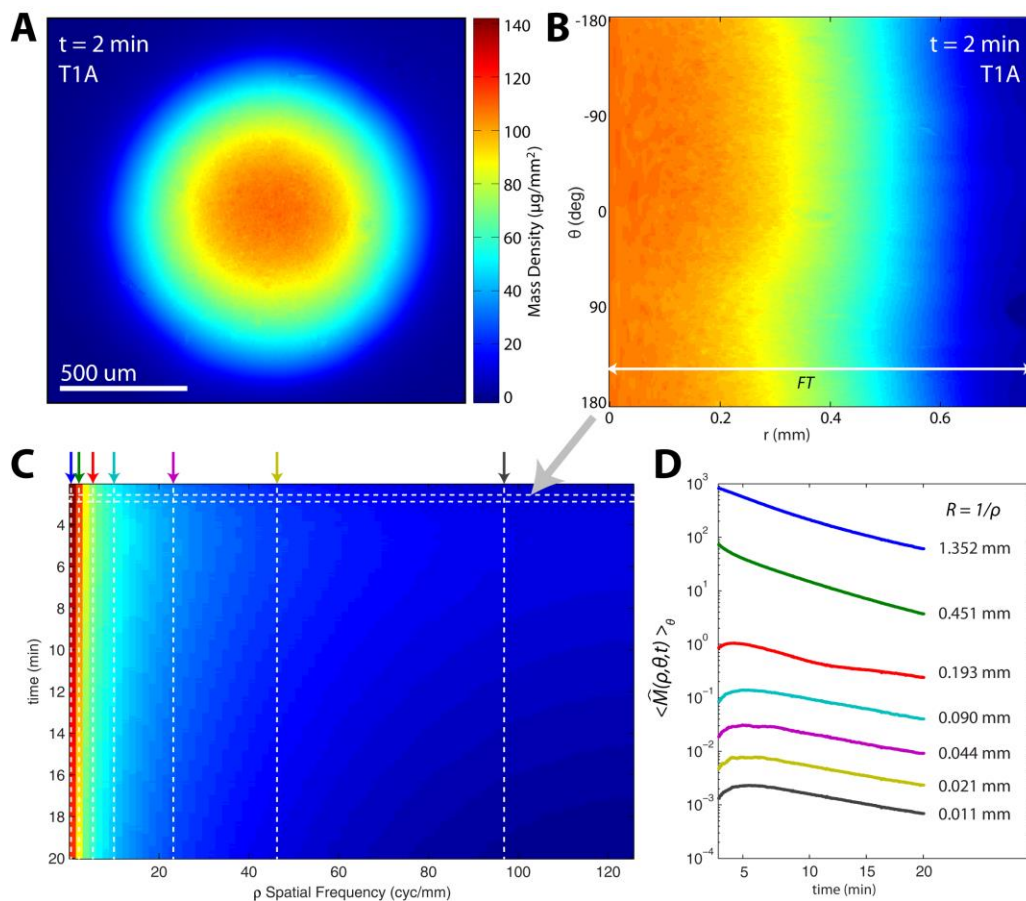 A
t = 2 min
T1A
500 um
140
120
100
80
60
40
20
0
Mass Density (µg/mm²)
B
t = 2 min
T1A
-180
-90
0
90
180
θ (deg)
FT
0
0.2
0.4
0.6
r (mm)
C
4
6
8
10
12
14
16
18
20
time (min)
20
40
60
80
100
120
ρ Spatial Frequency (cyc/mm)
D
10³
10²
10¹
10⁰
10⁻¹
10⁻²
10⁻³
10⁻⁴
<M̂(ρ,θ,t) >θ
R = 1/ρ
1.352 mm
0.451 mm
0.193 mm
0.090 mm
0.044 mm
0.021 mm
0.011 mm
5
10
15
20
time (min)